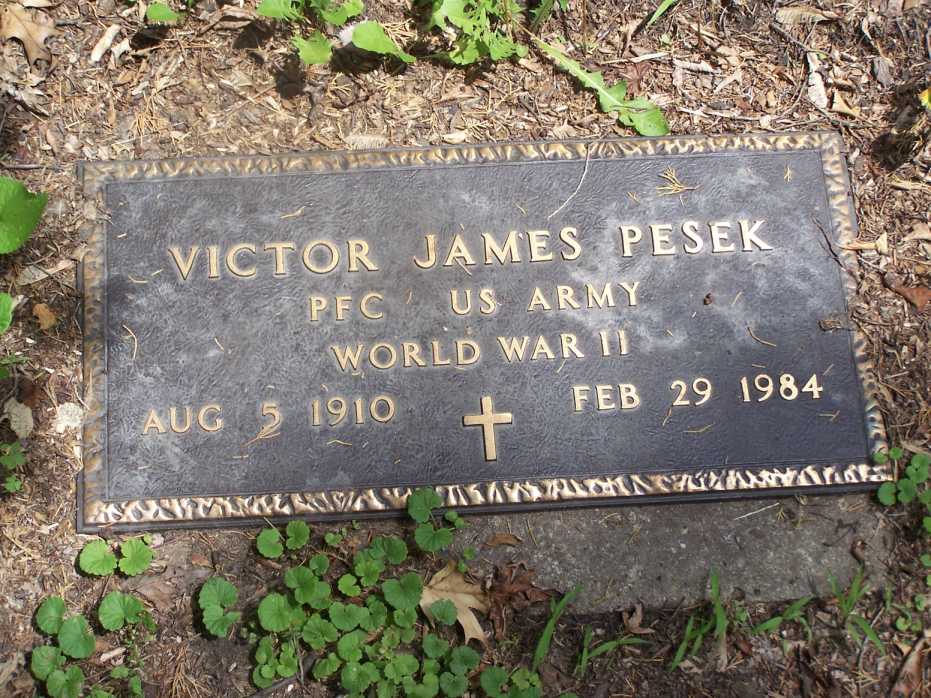 VICTOR JAMES PESEK
PFC US ARMY
WORLD WAR II
AUG 5 1910 FEB 29 1984